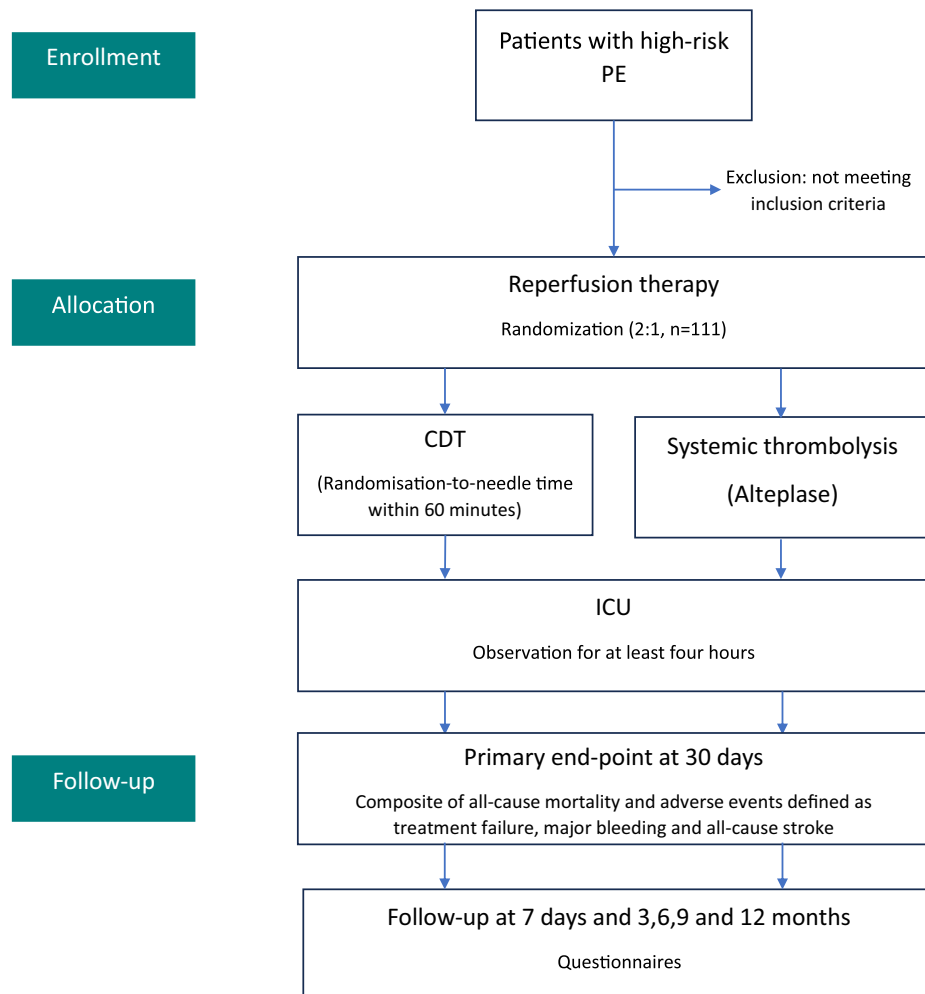 Enrollment
Patients with high-risk
PE
Exclusion: not meeting
inclusion criteria
Allocation
Reperfusion therapy
Randomization (2:1, n=111)
CDT
(Randomisation-to-needle time
within 60 minutes)
Systemic thrombolysis
(Alteplase)
ICU
Observation for at least four hours
Follow-up
Primary end-point at 30 days
Composite of all-cause mortality and adverse events defined as
treatment failure, major bleeding and all-cause stroke
Follow-up at 7 days and 3,6,9 and 12 months
Questionnaires